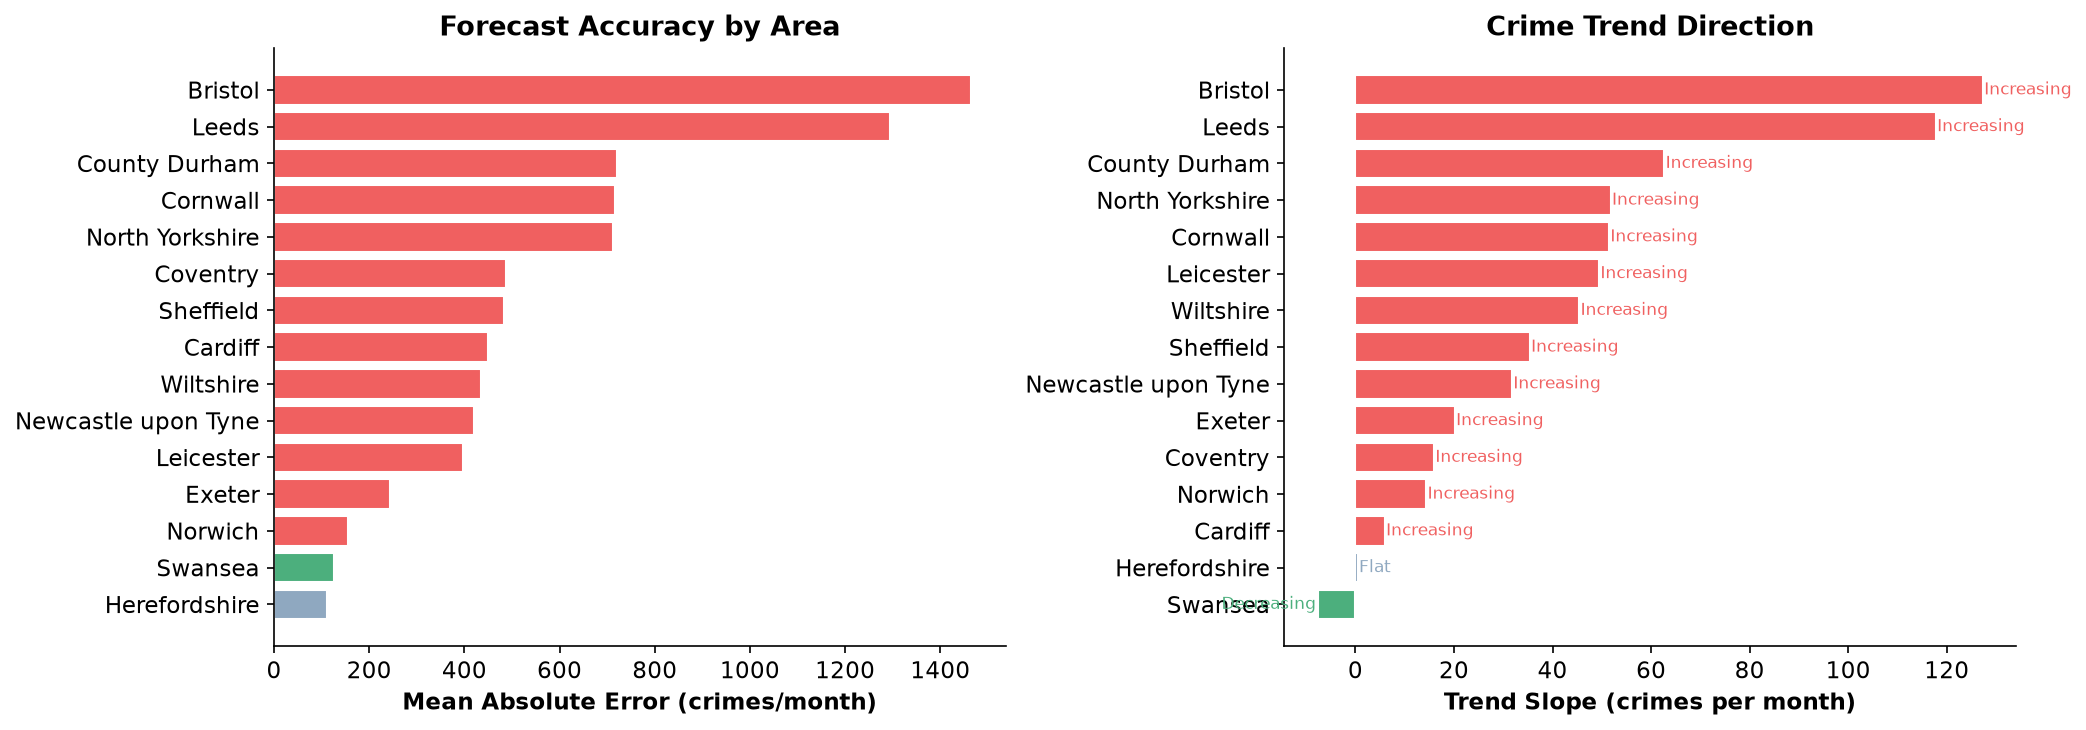 Forecast Accuracy by Area
Bristol
Leeds
County Durham
Cornwall
North Yorkshire
Coventry
Sheffield
Cardiff
Wiltshire
Newcastle upon Tyne
Leicester
Exeter
Norwich
Swansea
Herefordshire
0 200 400 600 800 1000 1200 1400
Mean Absolute Error (crimes/month)
Crime Trend Direction
Bristol Increasing
Leeds Increasing
County Durham Increasing
North Yorkshire Increasing
Cornwall Increasing
Leicester Increasing
Wiltshire Increasing
Sheffield Increasing
Newcastle upon Tyne Increasing
Exeter Increasing
Coventry Increasing
Norwich Increasing
Cardiff Increasing
Herefordshire Flat
Swansea Decreasing
0 20 40 60 80 100 120
Trend Slope (crimes per month)